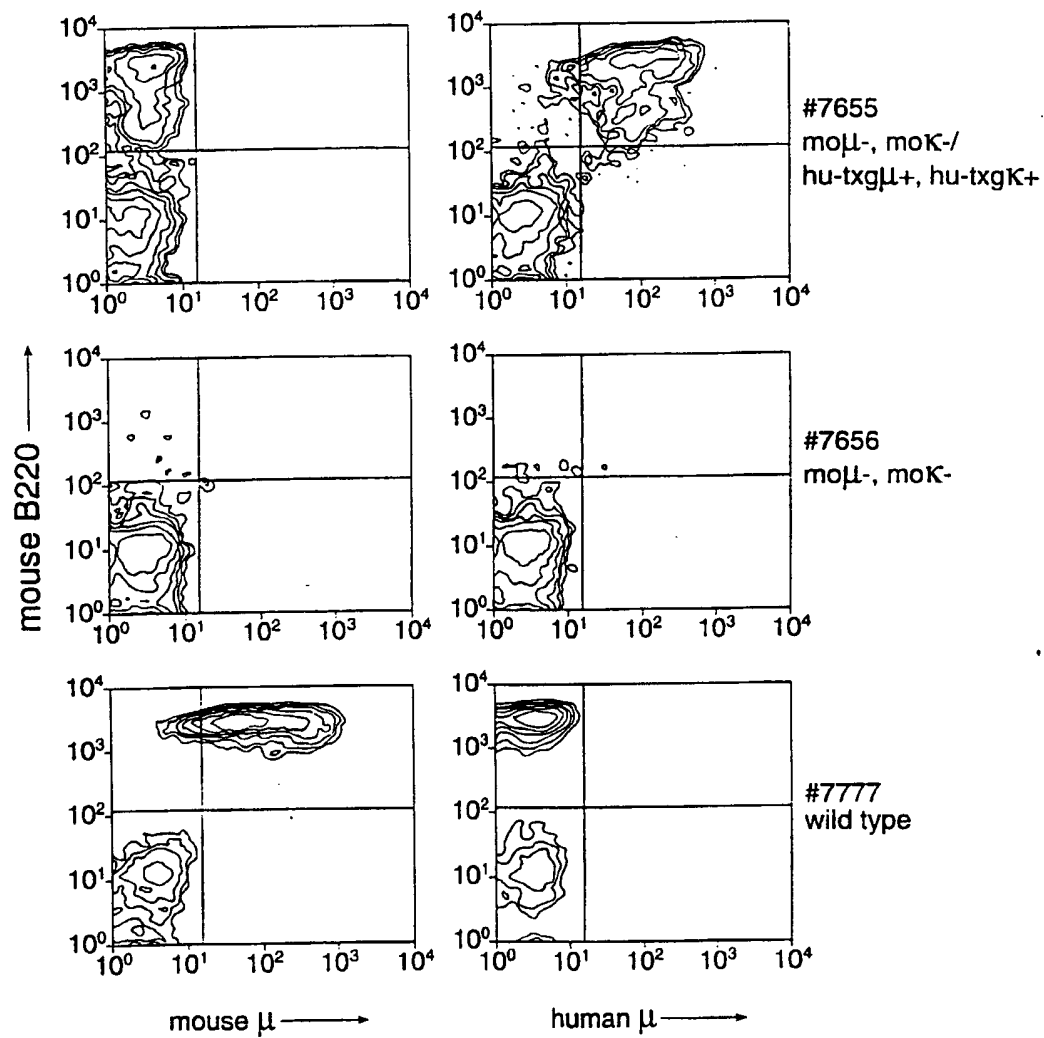 10⁴ 10³ 10² 10¹ 10⁰
10⁰ 10¹ 10² 10³ 10⁴
10⁴ 10³ 10² 10¹ 10⁰
10⁰ 10¹ 10² 10³ 10⁴
#7655
moμ-, moκ-/
hu-txgμ+, hu-txgκ+
mouse B220
10⁴ 10³ 10² 10¹ 10⁰
10⁰ 10¹ 10² 10³ 10⁴
10⁴ 10³ 10² 10¹ 10⁰
10⁰ 10¹ 10² 10³ 10⁴
#7656
moμ-, moκ-
10⁴ 10³ 10² 10¹ 10⁰
10⁰ 10¹ 10² 10³ 10⁴
10⁴ 10³ 10² 10¹ 10⁰
10⁰ 10¹ 10² 10³ 10⁴
#7777
wild type
mouse μ
human μ